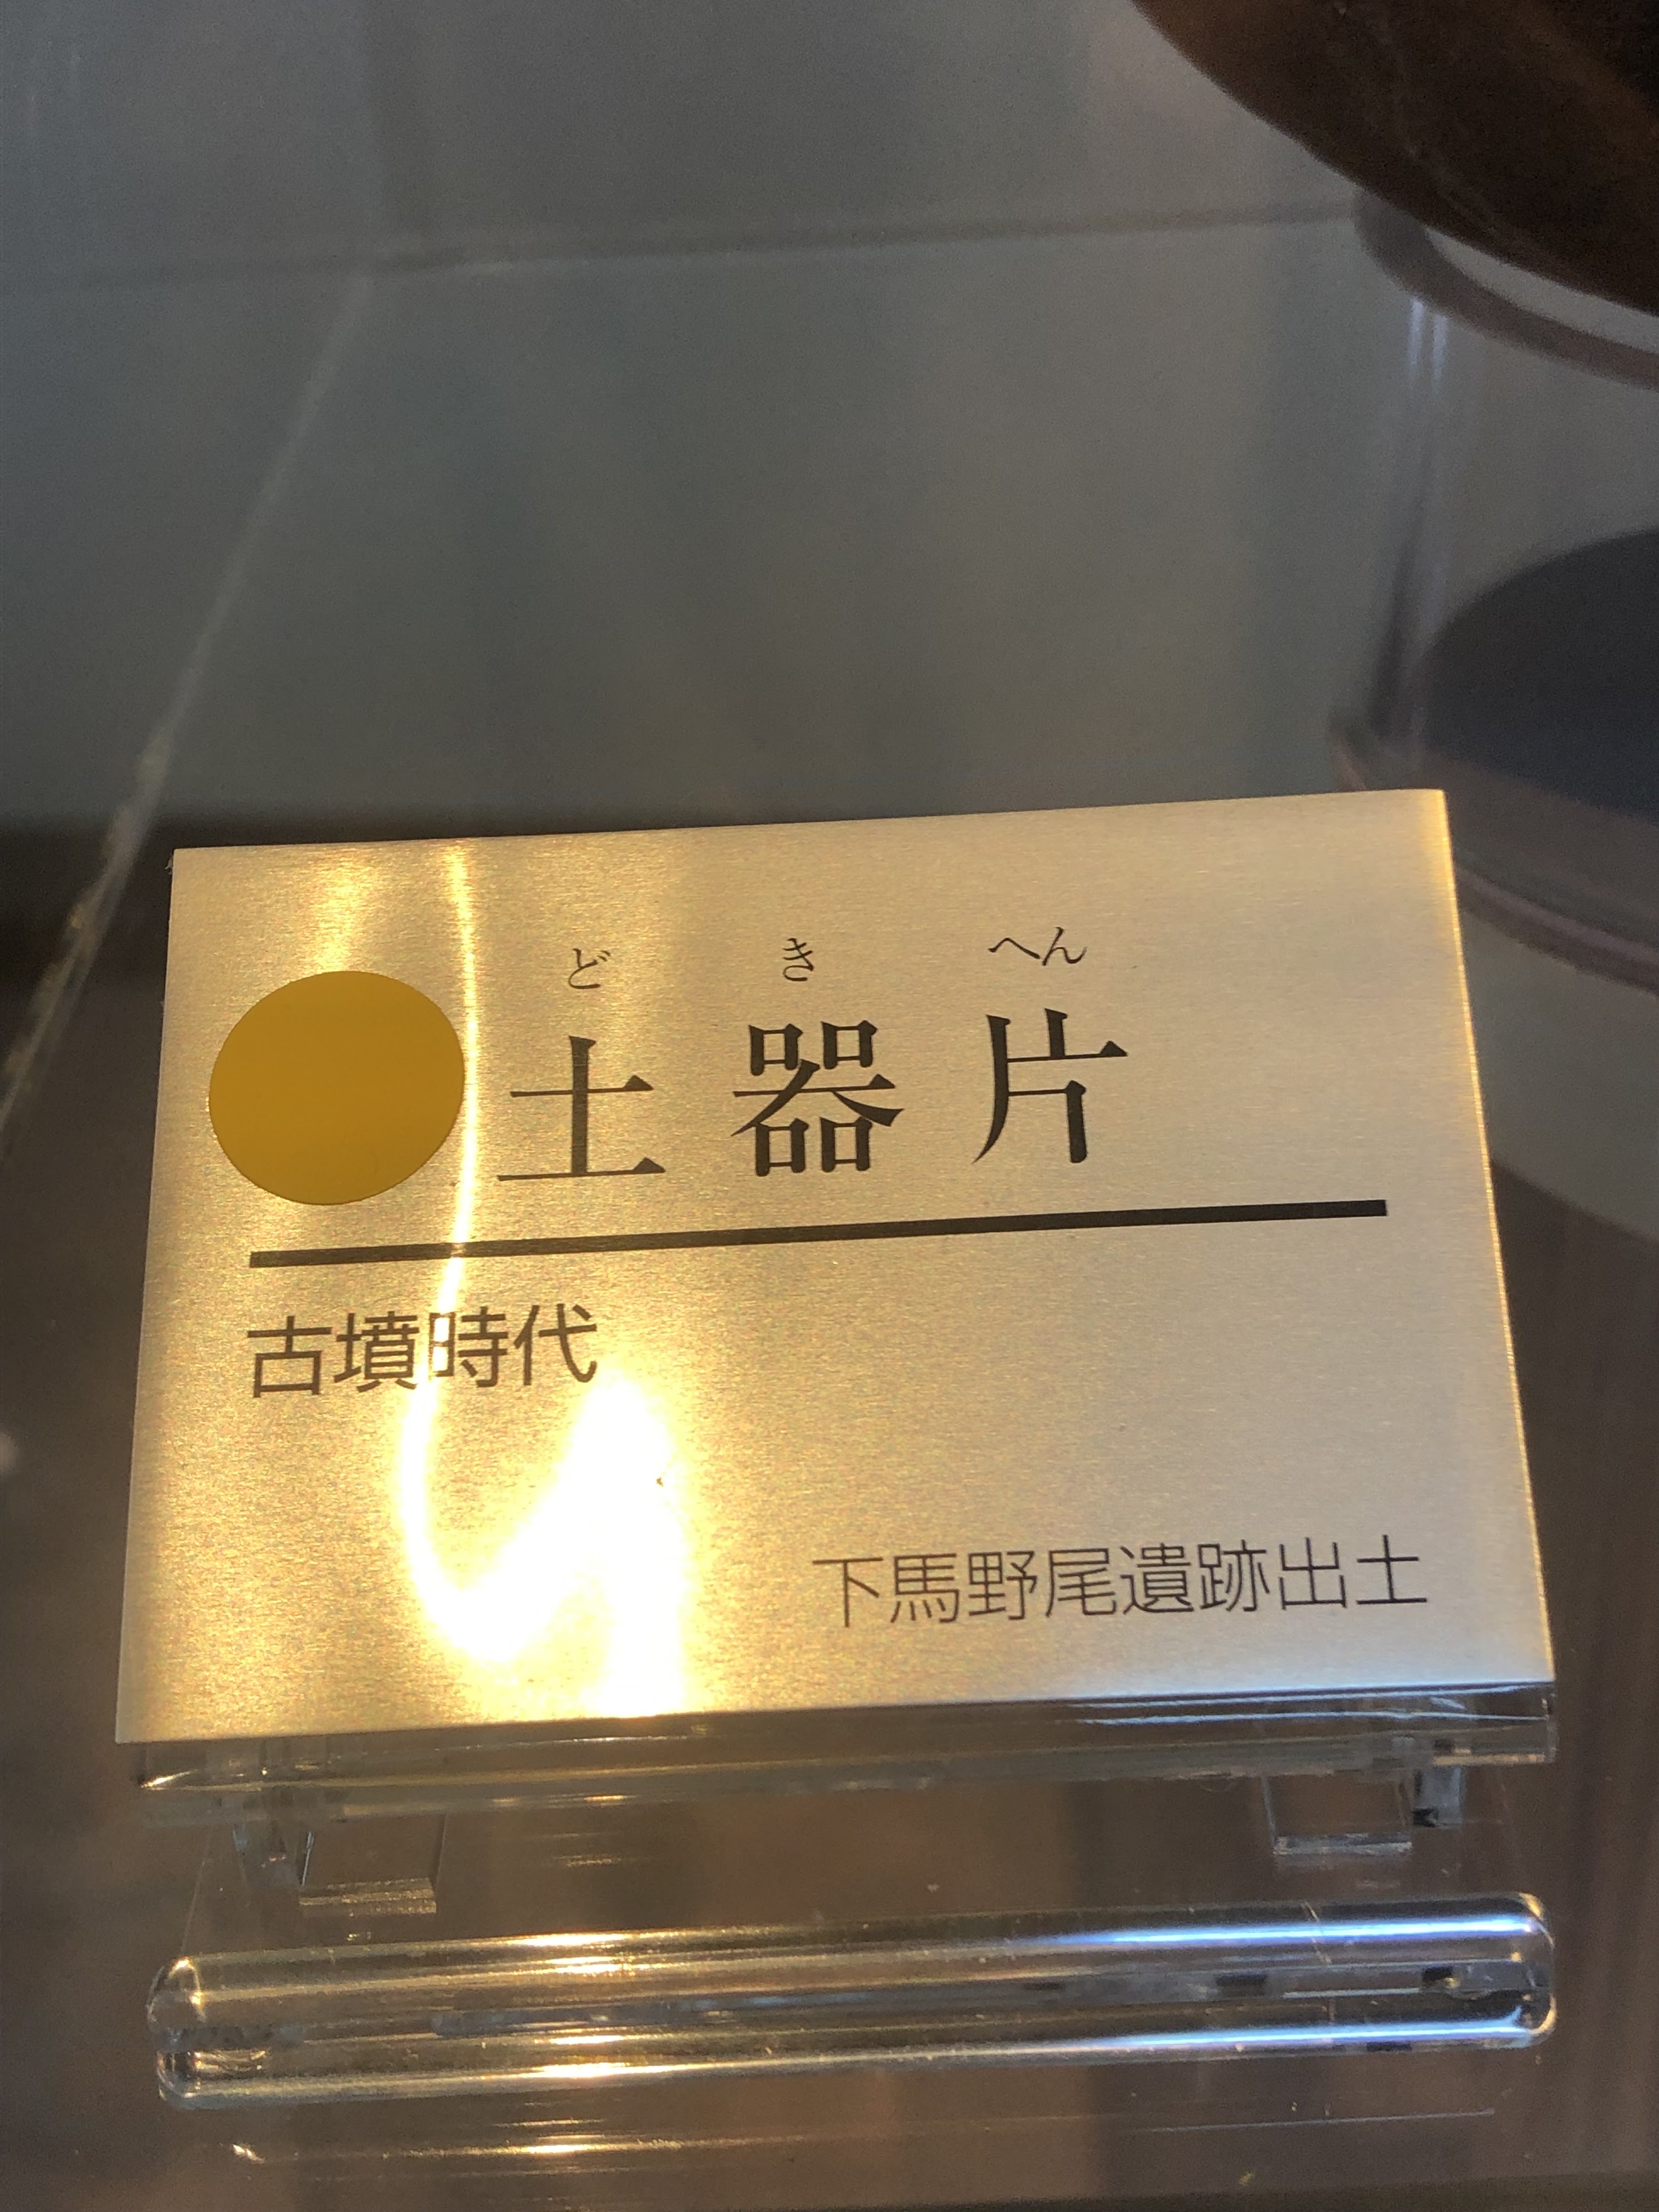 ど き へん
土器片
古墳時代
下馬野尾遺跡出土